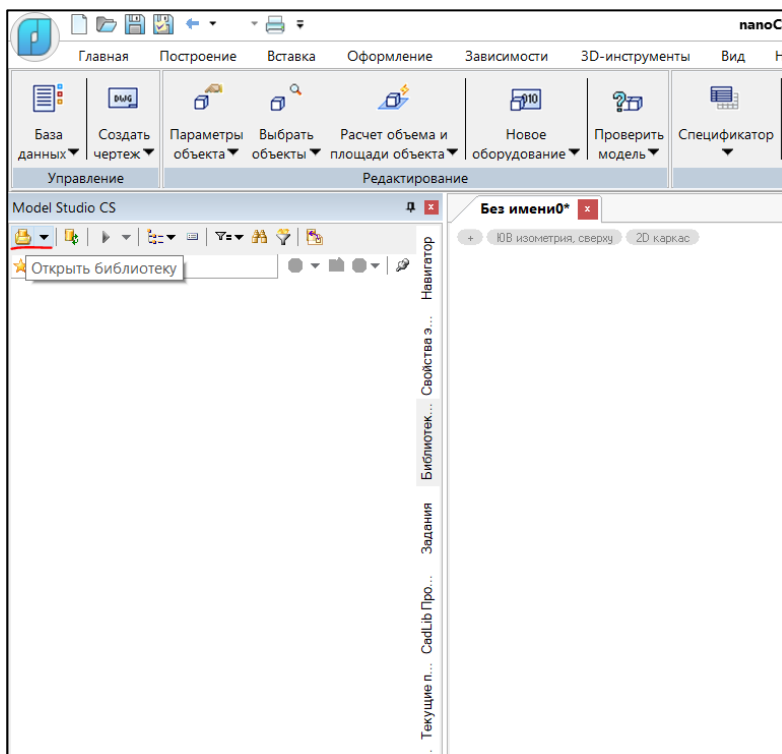 nanoC
Главная Построение Вставка Оформление Зависимости 3D-инструменты Вид Н
DWG
010
База данных
Создать чертеж
Параметры объекта
Выбрать объекты
Расчет объема и площади объекта
Новое оборудование
Проверить модель
Спецификатор
Управление
Редактирование
Model Studio CS
Открыть библиотеку
Навигатор
Свойства э...
Библиотек...
Задания
CadLib Про...
Текущие п...
Без имени0*
+ ЮВ изометрия, сверху 2D каркас